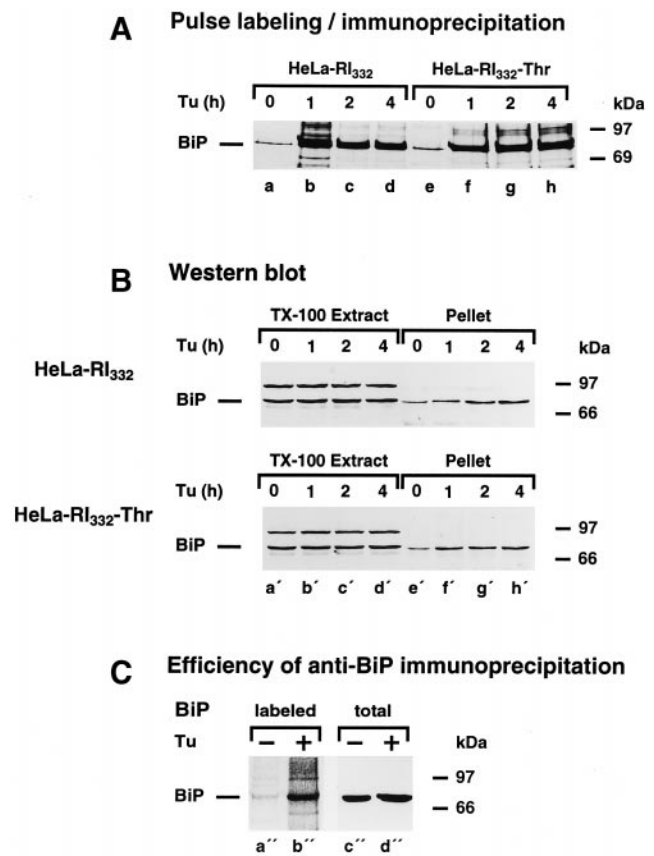 A Pulse labeling / immunoprecipitation
HeLa-RI332 HeLa-RI332-Thr
Tu (h) 0 1 2 4 0 1 2 4 kDa
97
BiP
69
a b c d e f g h
B Western blot
TX-100 Extract Pellet
Tu (h) 0 1 2 4 0 1 2 4 kDa
HeLa-RI332
97
BiP
66
TX-100 Extract Pellet
Tu (h) 0 1 2 4 0 1 2 4 kDa
HeLa-RI332-Thr
97
BiP
66
a´ b´ c´ d´ e´ f´ g´ h´
C Efficiency of anti-BiP immunoprecipitation
BiP labeled total
Tu − + − + kDa
97
BiP
66
a´´ b´´ c´´ d´´